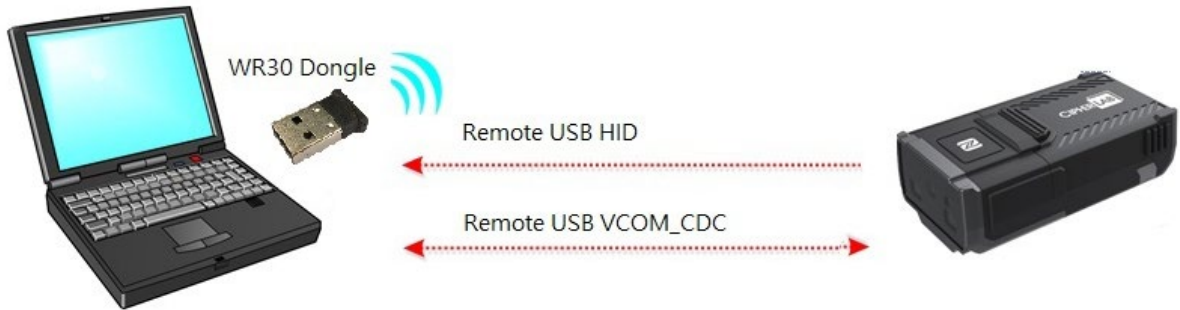 WR30 Dongle
Remote USB HID
CIPHERLAB
Remote USB VCOM_CDC